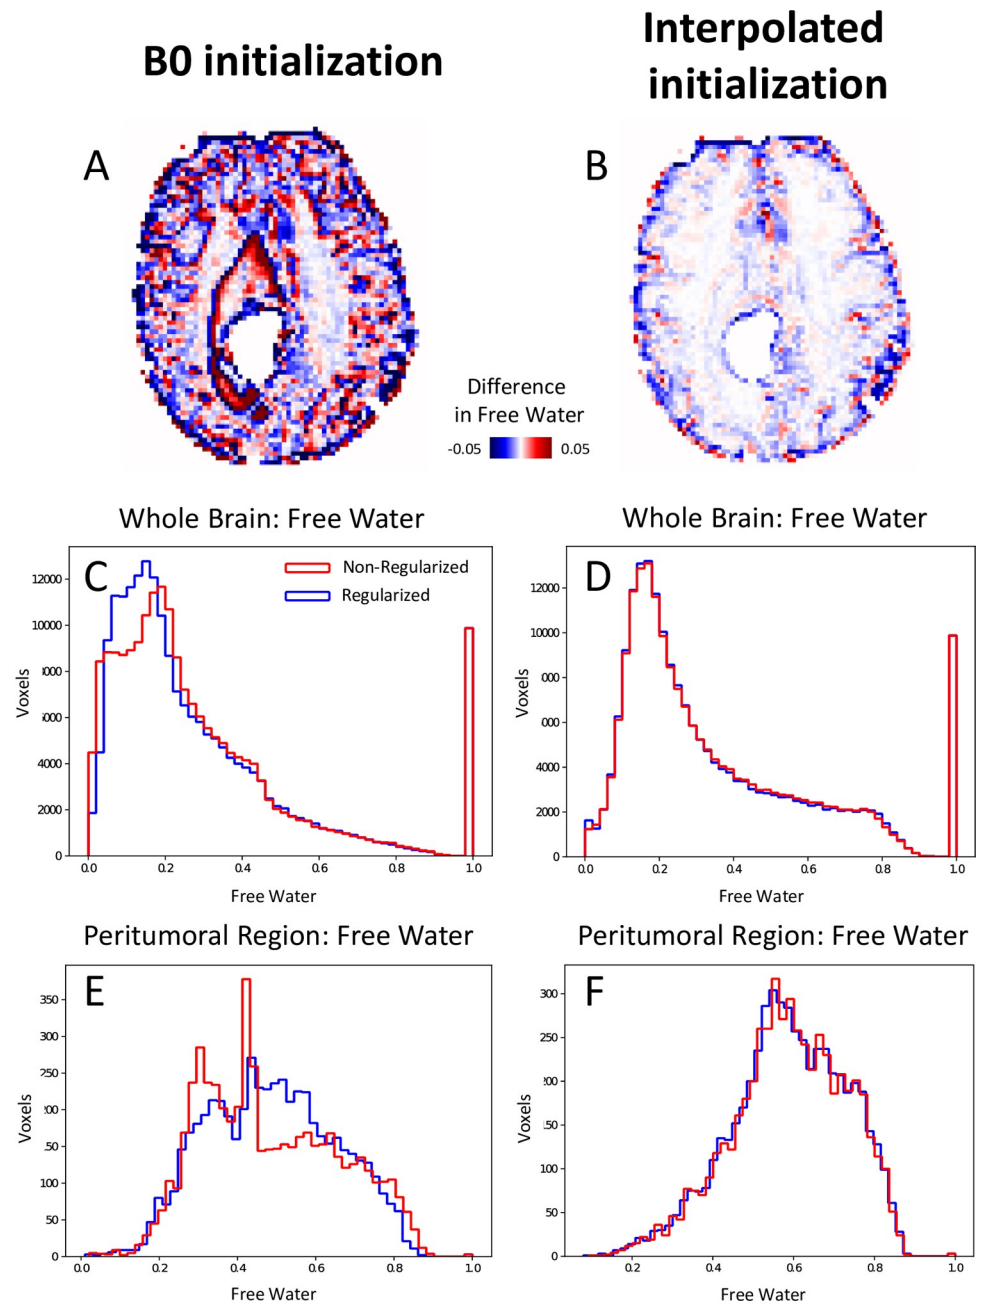 B0 initialization
Interpolated
initialization
A
B
Difference
in Free Water
-0.05
0.05
Whole Brain: Free Water
Whole Brain: Free Water
C
Non-Regularized
Regularized
12000
10000
4000
2000
0
Voxels
0.0 0.2 0.4 0.6 0.8 1.0
Free Water
D
12000
10000
4000
2000
0
Voxels
0.0 0.2 0.4 0.6 0.8 1.0
Free Water
Peritumoral Region: Free Water
Peritumoral Region: Free Water
E
350
300
250
100
50
0
Voxels
0.0 0.2 0.4 0.6 0.8 1.0
Free Water
F
300
250
150
100
50
0
Voxels
0.2 0.4 0.6 0.8 1.0
Free Water